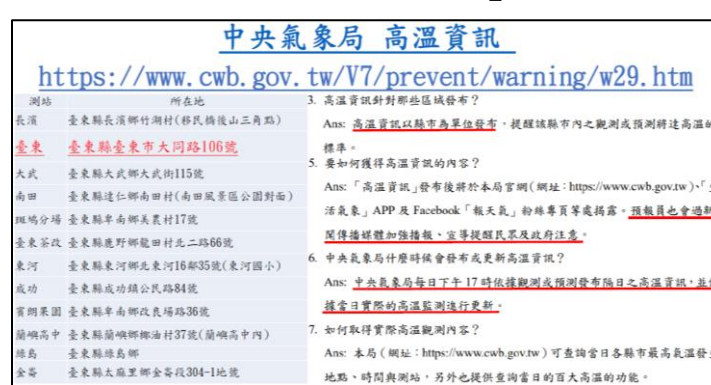 中央氣象局 高溫資訊
https://www.cwb.gov.tw/V7/prevent/warning/w29.htm
測站 所在地
長濱 臺東縣長濱鄉竹湖村(移民橋後山三角點)
臺東 臺東縣臺東市大同路106號
大武 臺東縣大武鄉大武街115號
南田 臺東縣達仁鄉南田村(南田風景區公園對面)
斑鳩分場 臺東縣卑南鄉美農村17號
臺東茶改 臺東縣鹿野鄉龍田村北二路66號
東河 臺東縣東河鄉北東河16鄰35號(東河國小)
成功 臺東縣成功鎮公民路84號
賓朗果園 臺東縣卑南鄉改良場路36號
蘭嶼高中 臺東縣蘭嶼鄉椰油村37號(蘭嶼高中內)
綠島 臺東縣綠島鄉
金崙 臺東縣太麻里鄉金崙段304-1地號
3. 高溫資訊針對那些區域發布？
Ans: 高溫資訊以縣市為單位發布，提醒該縣市內之觀測或預測將達高溫的
標準。
5. 要如何獲得高溫資訊的內容？
Ans:「高溫資訊」發布後將於本局官網(網址：https://www.cwb.gov.tw)、「
活氣象」APP 及 Facebook「報天氣」粉絲專頁等處揭露。預報員也會透過新
聞傳播媒體加強播報、宣導提醒民眾及政府注意。
6. 中央氣象局什麼時候會發布或更新高溫資訊？
Ans: 中央氣象局每日下午 17 時依據觀測或預測發布隔日之高溫資訊，並
據當日實際的高溫監測進行更新。
7. 如何取得實際高溫觀測內容？
Ans: 本局 (網址：https://www.cwb.gov.tw) 可查詢當日各縣市最高氣溫發
地點、時間與測站，另外也提供查詢當日的百大高溫的功能。